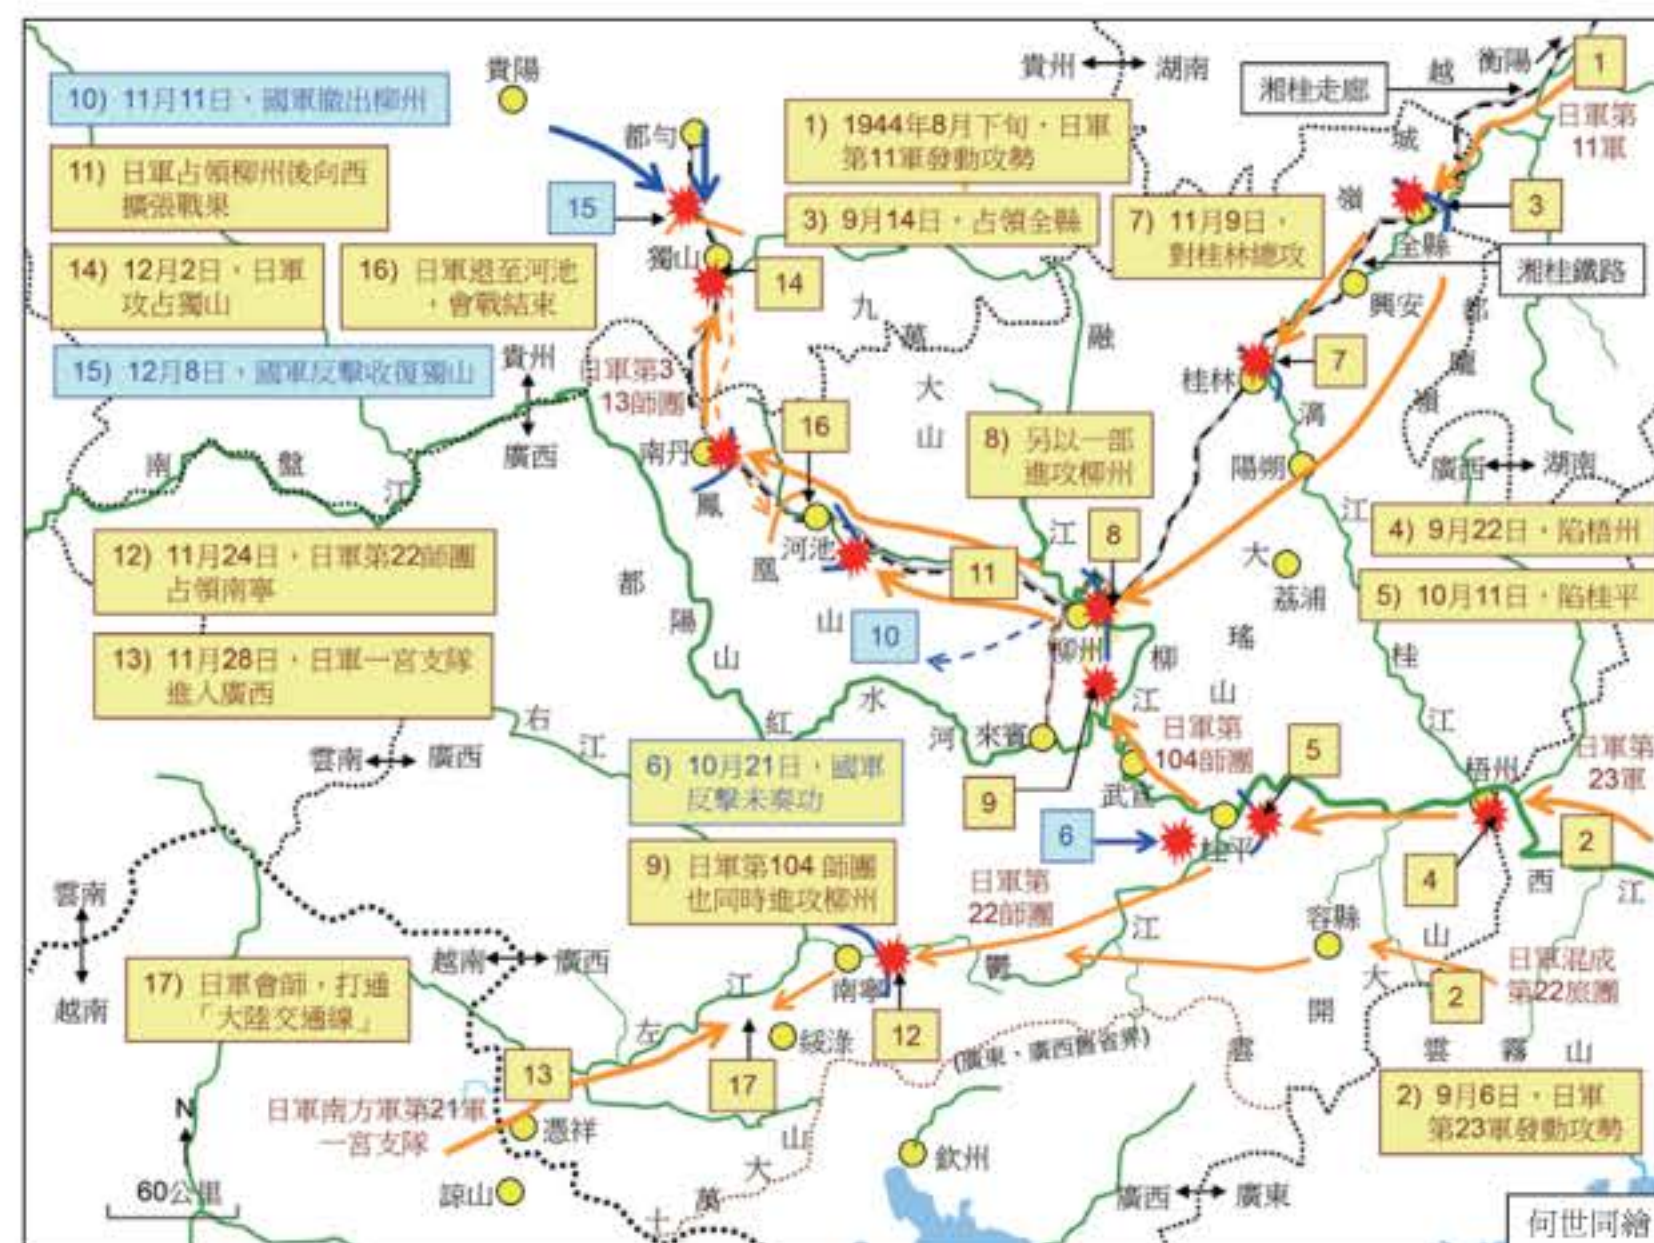 貴陽
貴州
湖南
湘桂走廊
越
衡陽
1
10) 11月11日，國軍撤出柳州
都勻
1) 1944年8月下旬，日軍
第11軍發動攻勢
城
日軍第
11軍
11) 日軍占領柳州後向西
擴張戰果
15
3) 9月14日，占領全縣
7) 11月9日，
對桂林總攻
嶺
3
全縣
14) 12月2日，日軍
攻占獨山
16) 日軍退至河池
，會戰結束
獨山
14
湘桂鐵路
九
萬
大
山
融
興安
都
龐
嶺
15) 12月8日，國軍反擊收復獨山
貴州
廣西
日軍第3
13師團
桂林
7
漓
南
盤
江
南丹
16
8) 另以一部
進攻柳州
陽朔
廣西
湖南
鳳
凰
山
河池
江
8
江
4) 9月22日，陷梧州
12) 11月24日，日軍第22師團
占領南寧
都
陽
山
11
大
荔浦
5) 10月11日，陷桂平
13) 11月28日，日軍一宮支隊
進入廣西
10
柳州
柳
江
瑤
山
桂
江
右
江
紅
水
河
來賓
日軍第
104師團
5
梧州
日軍第
23軍
雲南
廣西
6) 10月21日，國軍
反擊未奏功
9
武宣
6
桂平
4
2
西
江
9) 日軍第104 師團
也同時進攻柳州
日軍第
22師團
雲南
越南
容縣
山
越南
廣西
江
南寧
鬱
江
大
日軍混成
第22旅團
17) 日軍會師，打通
「大陸交通線」
2
開
左
綏淥
12
(廣東、廣西舊省界)
雲
雲
霧
山
13
17
日軍南方軍第21軍
一宮支隊
憑祥
2) 9月6日，日軍
第23軍發動攻勢
N
60公里
諒山
山
大
萬
十
欽州
廣西
廣東
何世同繪